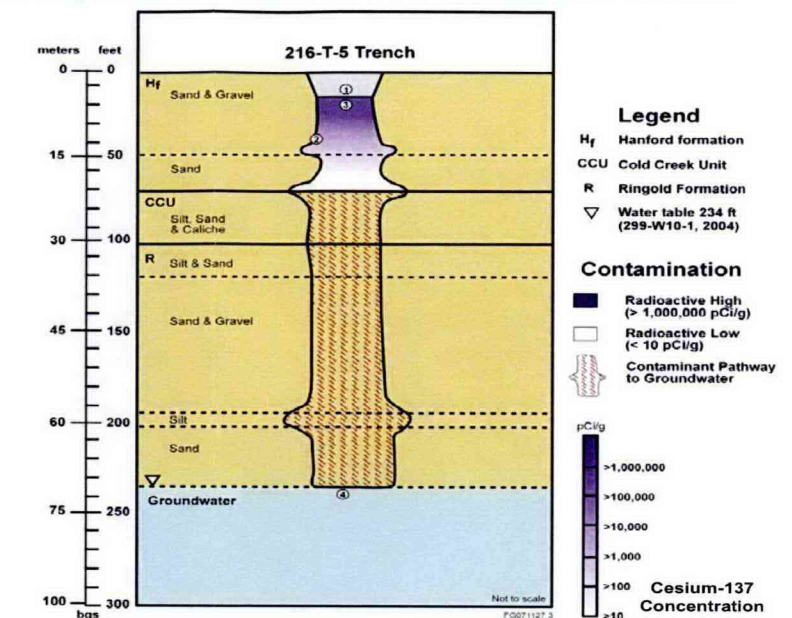 216-T-5 Trench
meters feet
0 0
15 50
30 100
45 150
60 200
75 250
100 300
bgs
Hf
Sand & Gravel
①
③
②
Sand
CCU
Silt, Sand
& Caliche
R Silt & Sand
Sand & Gravel
Silt
Sand
Groundwater
④
Not to scale
FG071127.3
Legend
Hf Hanford formation
CCU Cold Creek Unit
R Ringold Formation
Water table 234 ft
(299-W10-1, 2004)
Contamination
Radioactive High
(> 1,000,000 pCi/g)
Radioactive Low
(< 10 pCi/g)
Contaminant Pathway
to Groundwater
pCi/g
>1,000,000
>100,000
>10,000
>1,000
>100
>10
Cesium-137
Concentration